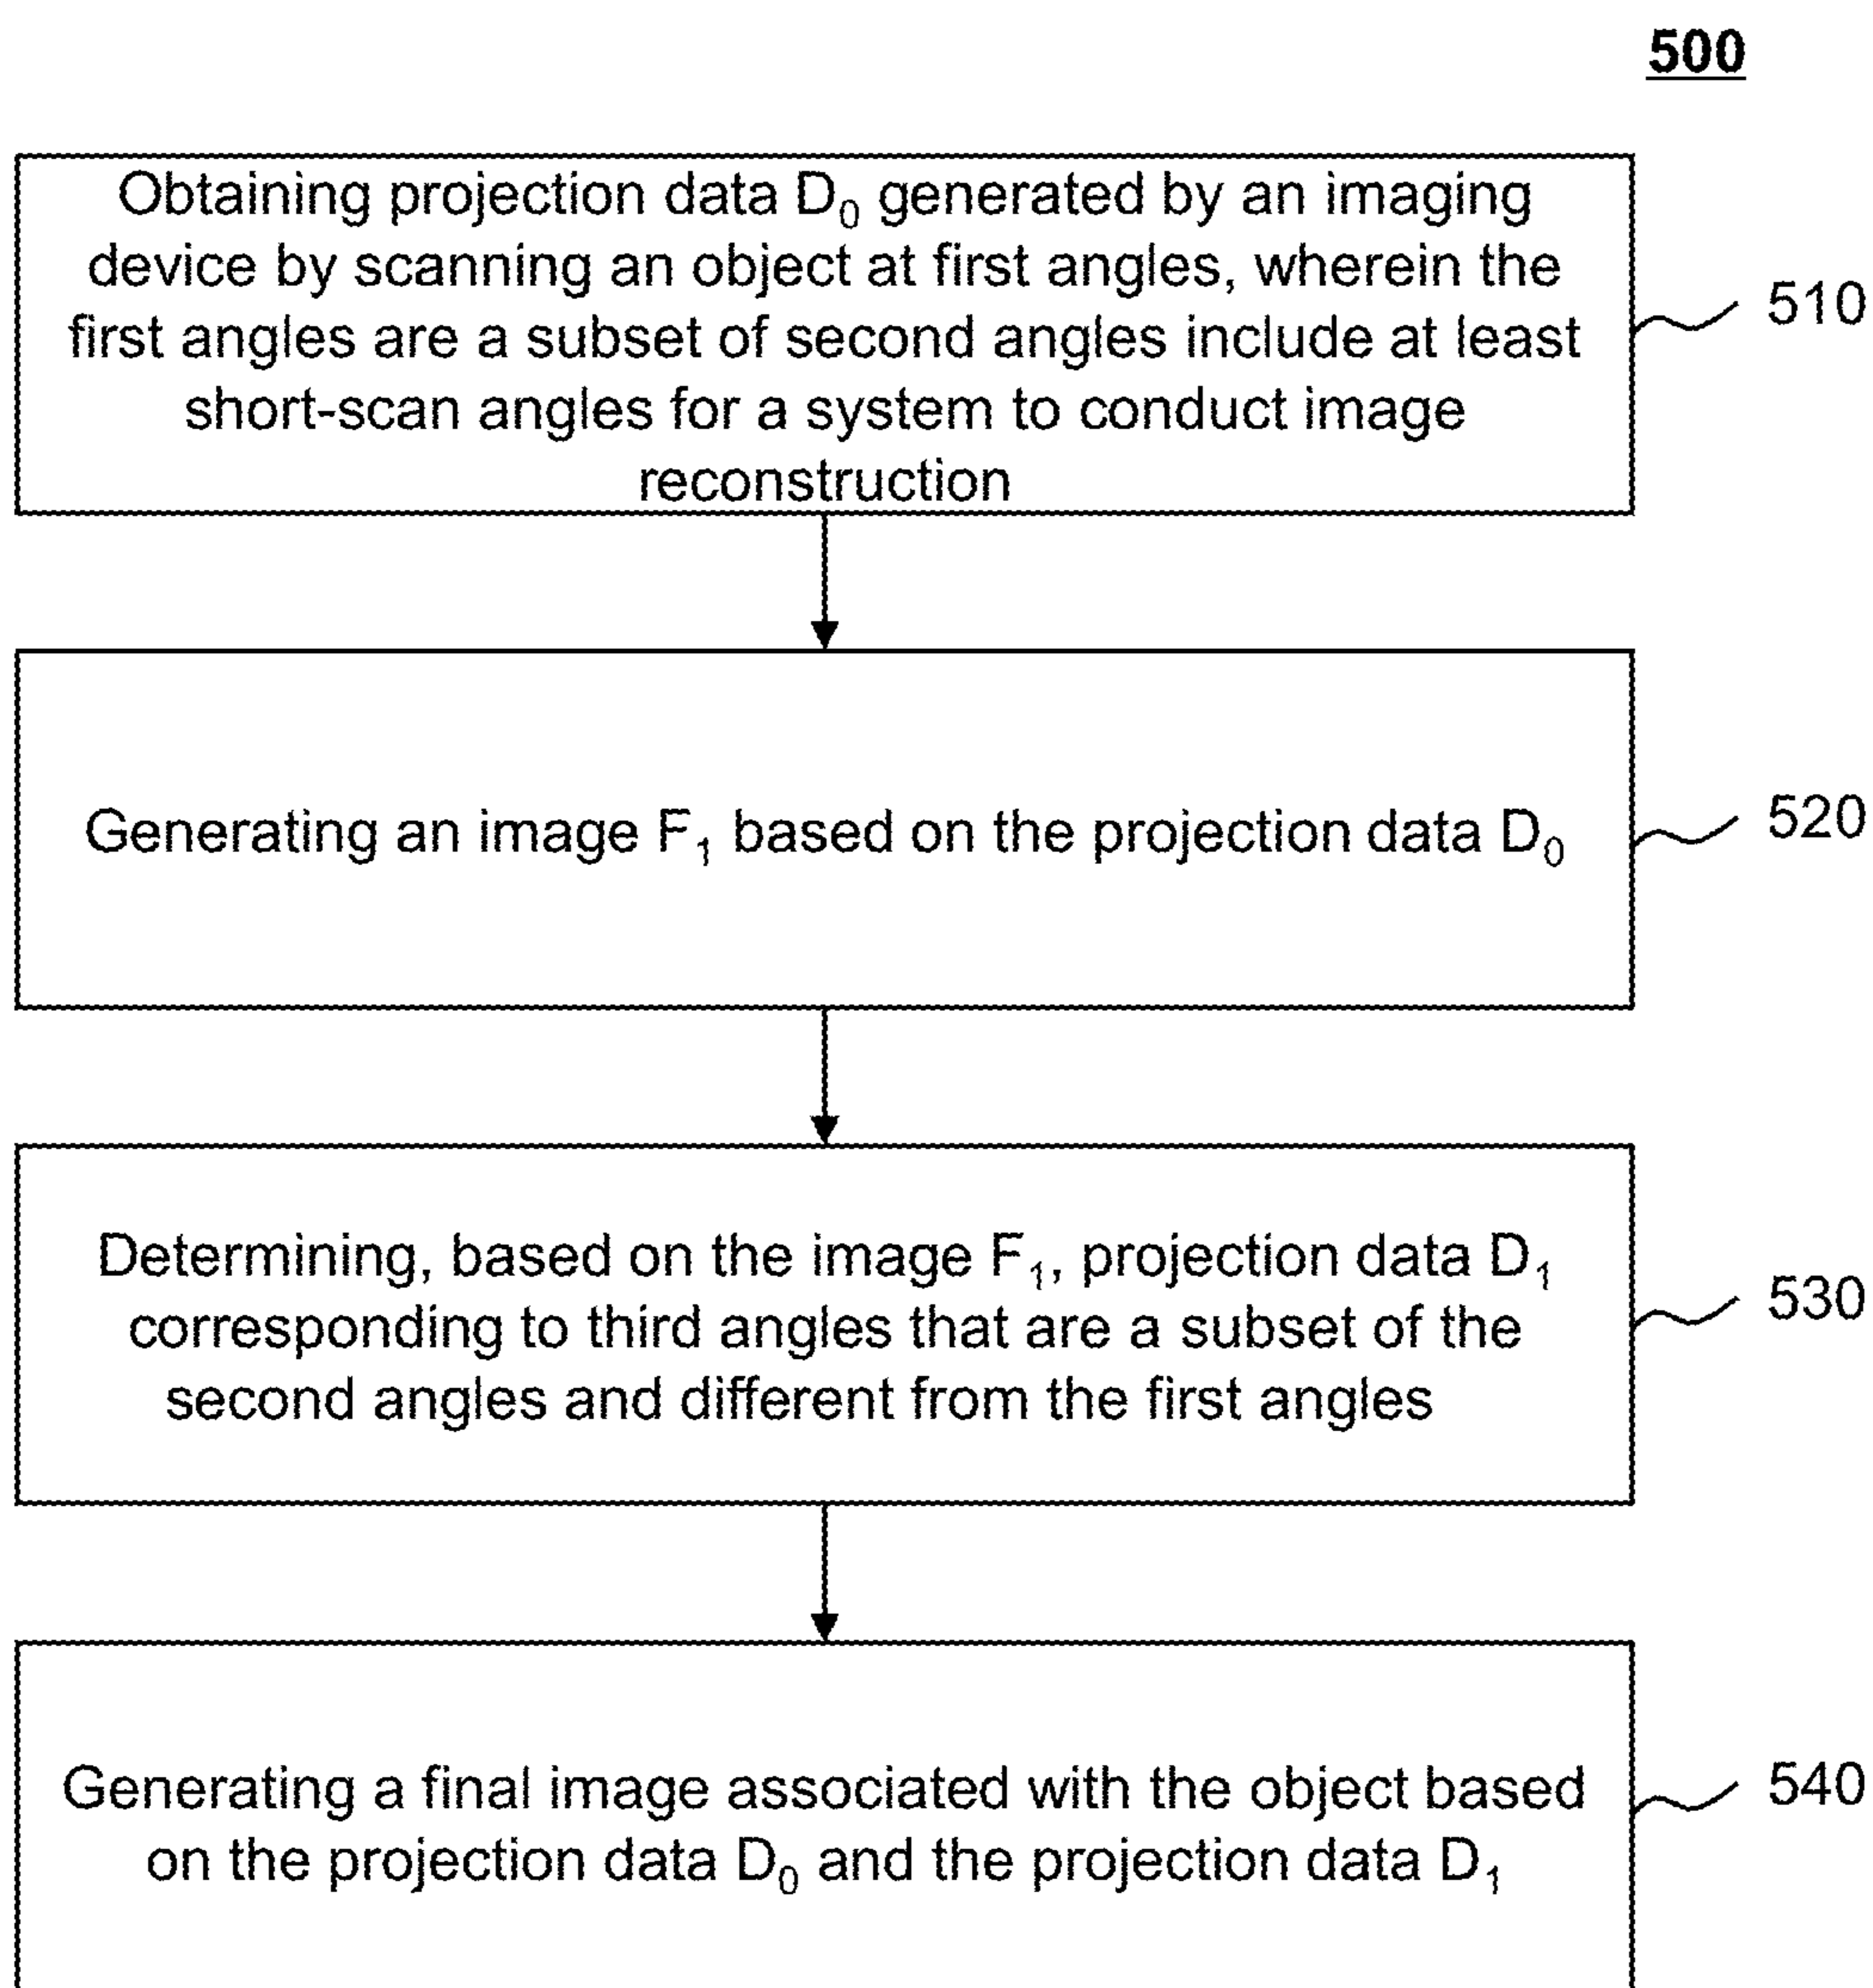 500
Obtaining projection data D₀ generated by an imaging
device by scanning an object at first angles, wherein the
first angles are a subset of second angles include at least
short-scan angles for a system to conduct image
reconstruction
510
Generating an image F₁ based on the projection data D₀
520
Determining, based on the image F₁, projection data D₁
corresponding to third angles that are a subset of the
second angles and different from the first angles
530
Generating a final image associated with the object based
on the projection data D₀ and the projection data D₁
540